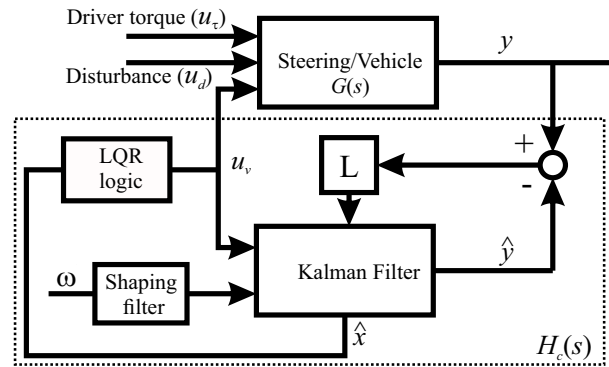 Driver torque (u_τ)
Disturbance (u_d)
Steering/Vehicle
G(s)
y
LQR
logic
u_v
L
+
-
ω
Shaping
filter
Kalman Filter
ŷ
x̂
H_c(s)